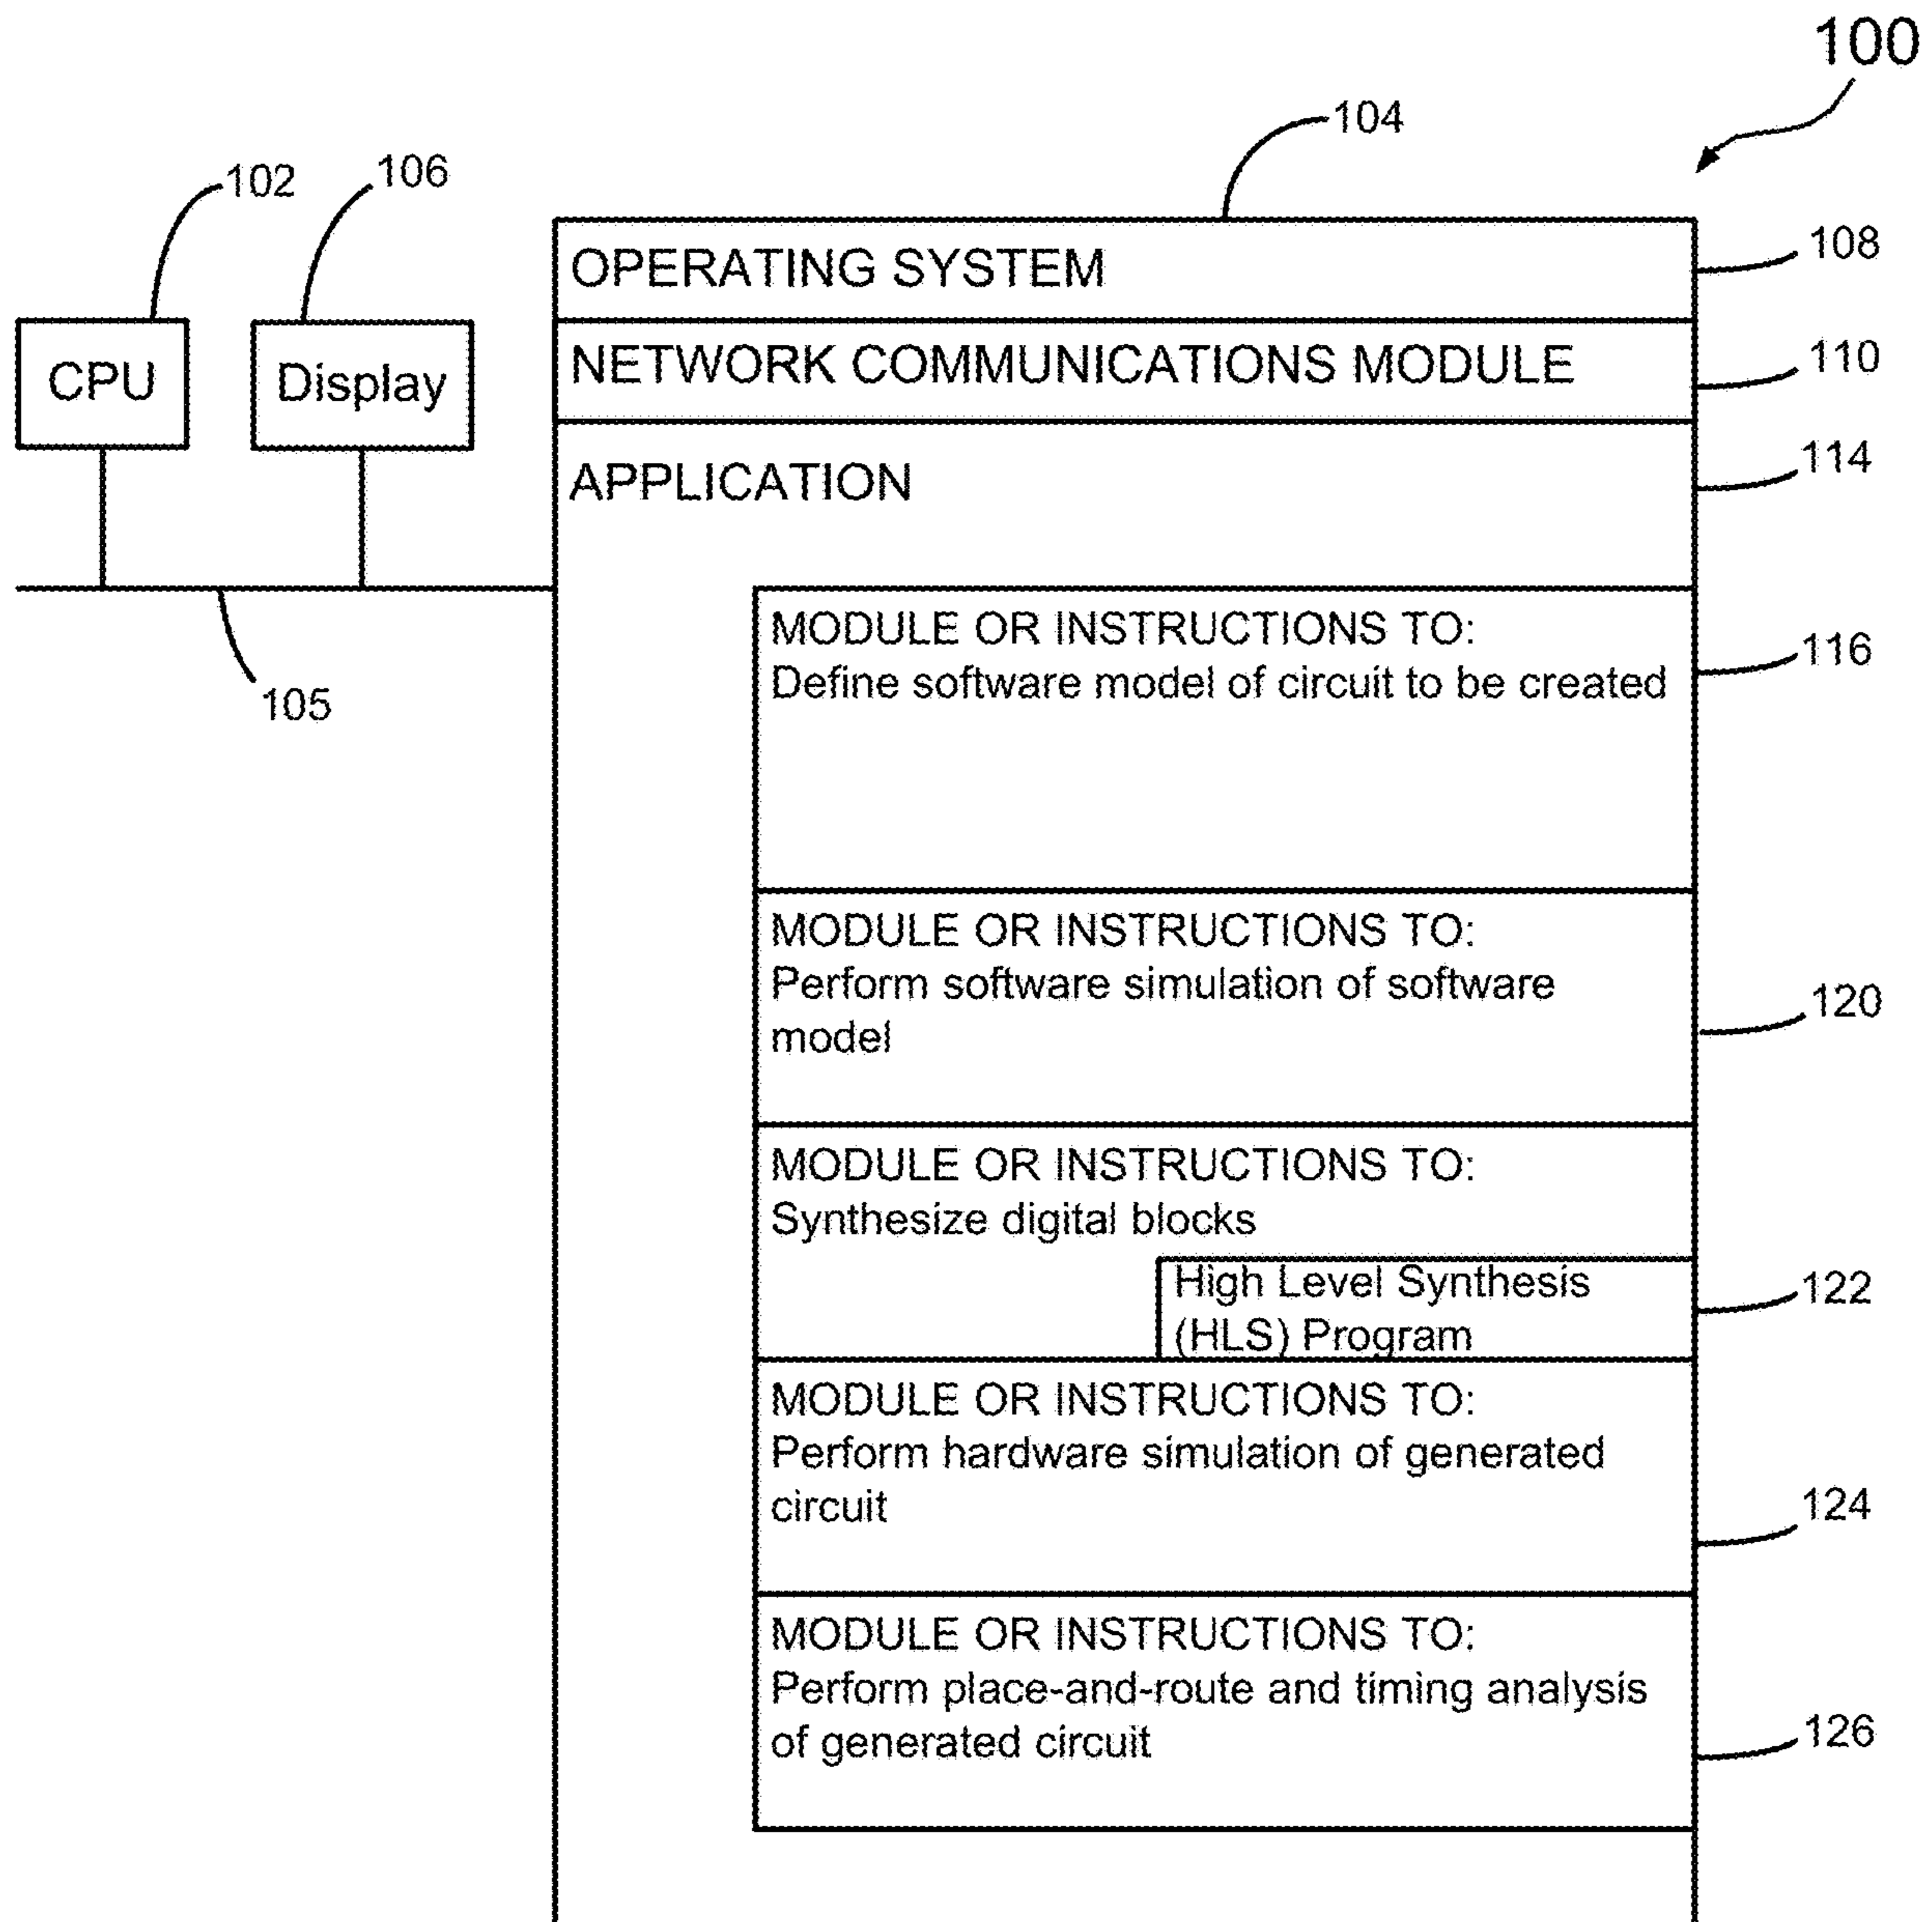 100
104
102
106
OPERATING SYSTEM
108
CPU
Display
NETWORK COMMUNICATIONS MODULE
110
APPLICATION
114
105
MODULE OR INSTRUCTIONS TO:
Define software model of circuit to be created
116
MODULE OR INSTRUCTIONS TO:
Perform software simulation of software
model
120
MODULE OR INSTRUCTIONS TO:
Synthesize digital blocks
High Level Synthesis
(HLS) Program
122
MODULE OR INSTRUCTIONS TO:
Perform hardware simulation of generated
circuit
124
MODULE OR INSTRUCTIONS TO:
Perform place-and-route and timing analysis
of generated circuit
126